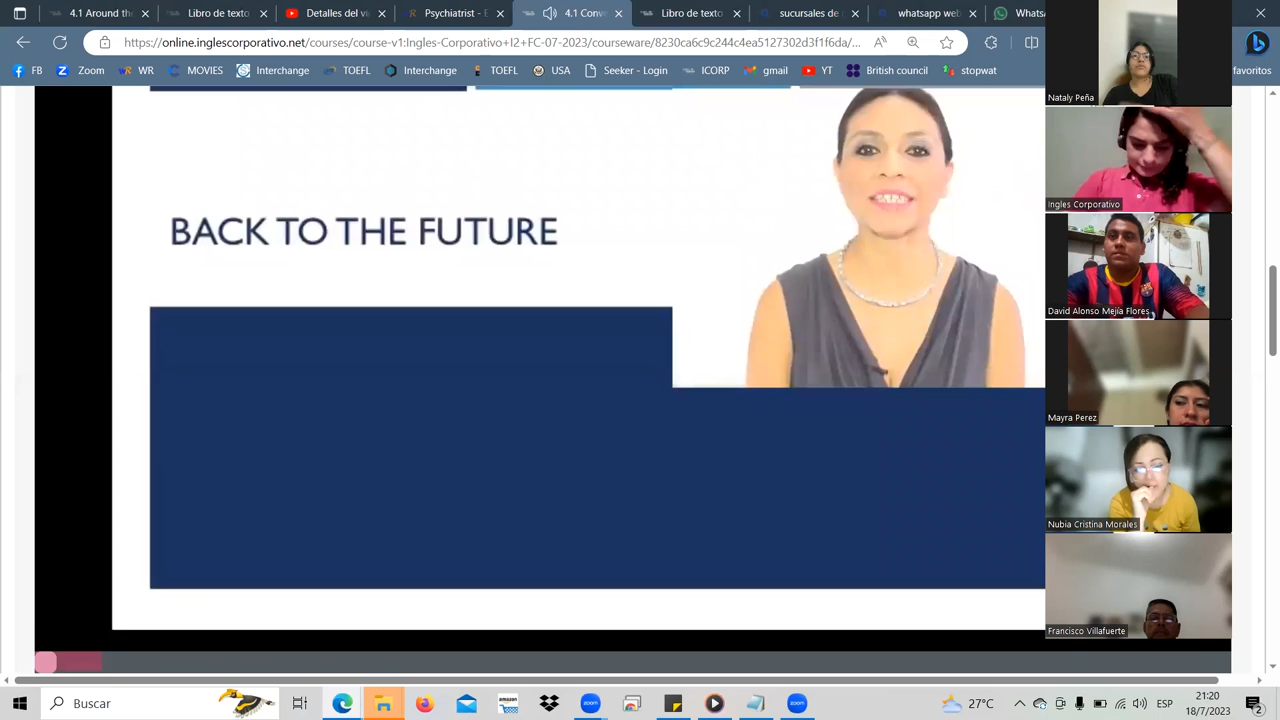 4.1 Around the
Libro de texto
Detalles del ví
Psychiatrist - E
4.1 Conv
Libro de texto
sucursales de
whatsapp web
Whats
https://online.inglescorporativo.net/courses/course-v1:Ingles-Corporativo+I2+FC-07-2023/courseware/8230ca6c9c244c4ea5127302d3f1f6da/...
FB
Zoom
WR
MOVIES
Interchange
TOEFL
Interchange
TOEFL
USA
Seeker - Login
ICORP
gmail
YT
British council
stopwat
favoritos
BACK TO THE FUTURE
Nataly Peña
Ingles Corporativo
David Alonso Mejía Flores
Mayra Perez
Nubia Cristina Morales
Francisco Villafuerte
Buscar
27°C
ESP
21:20
18/7/2023
2